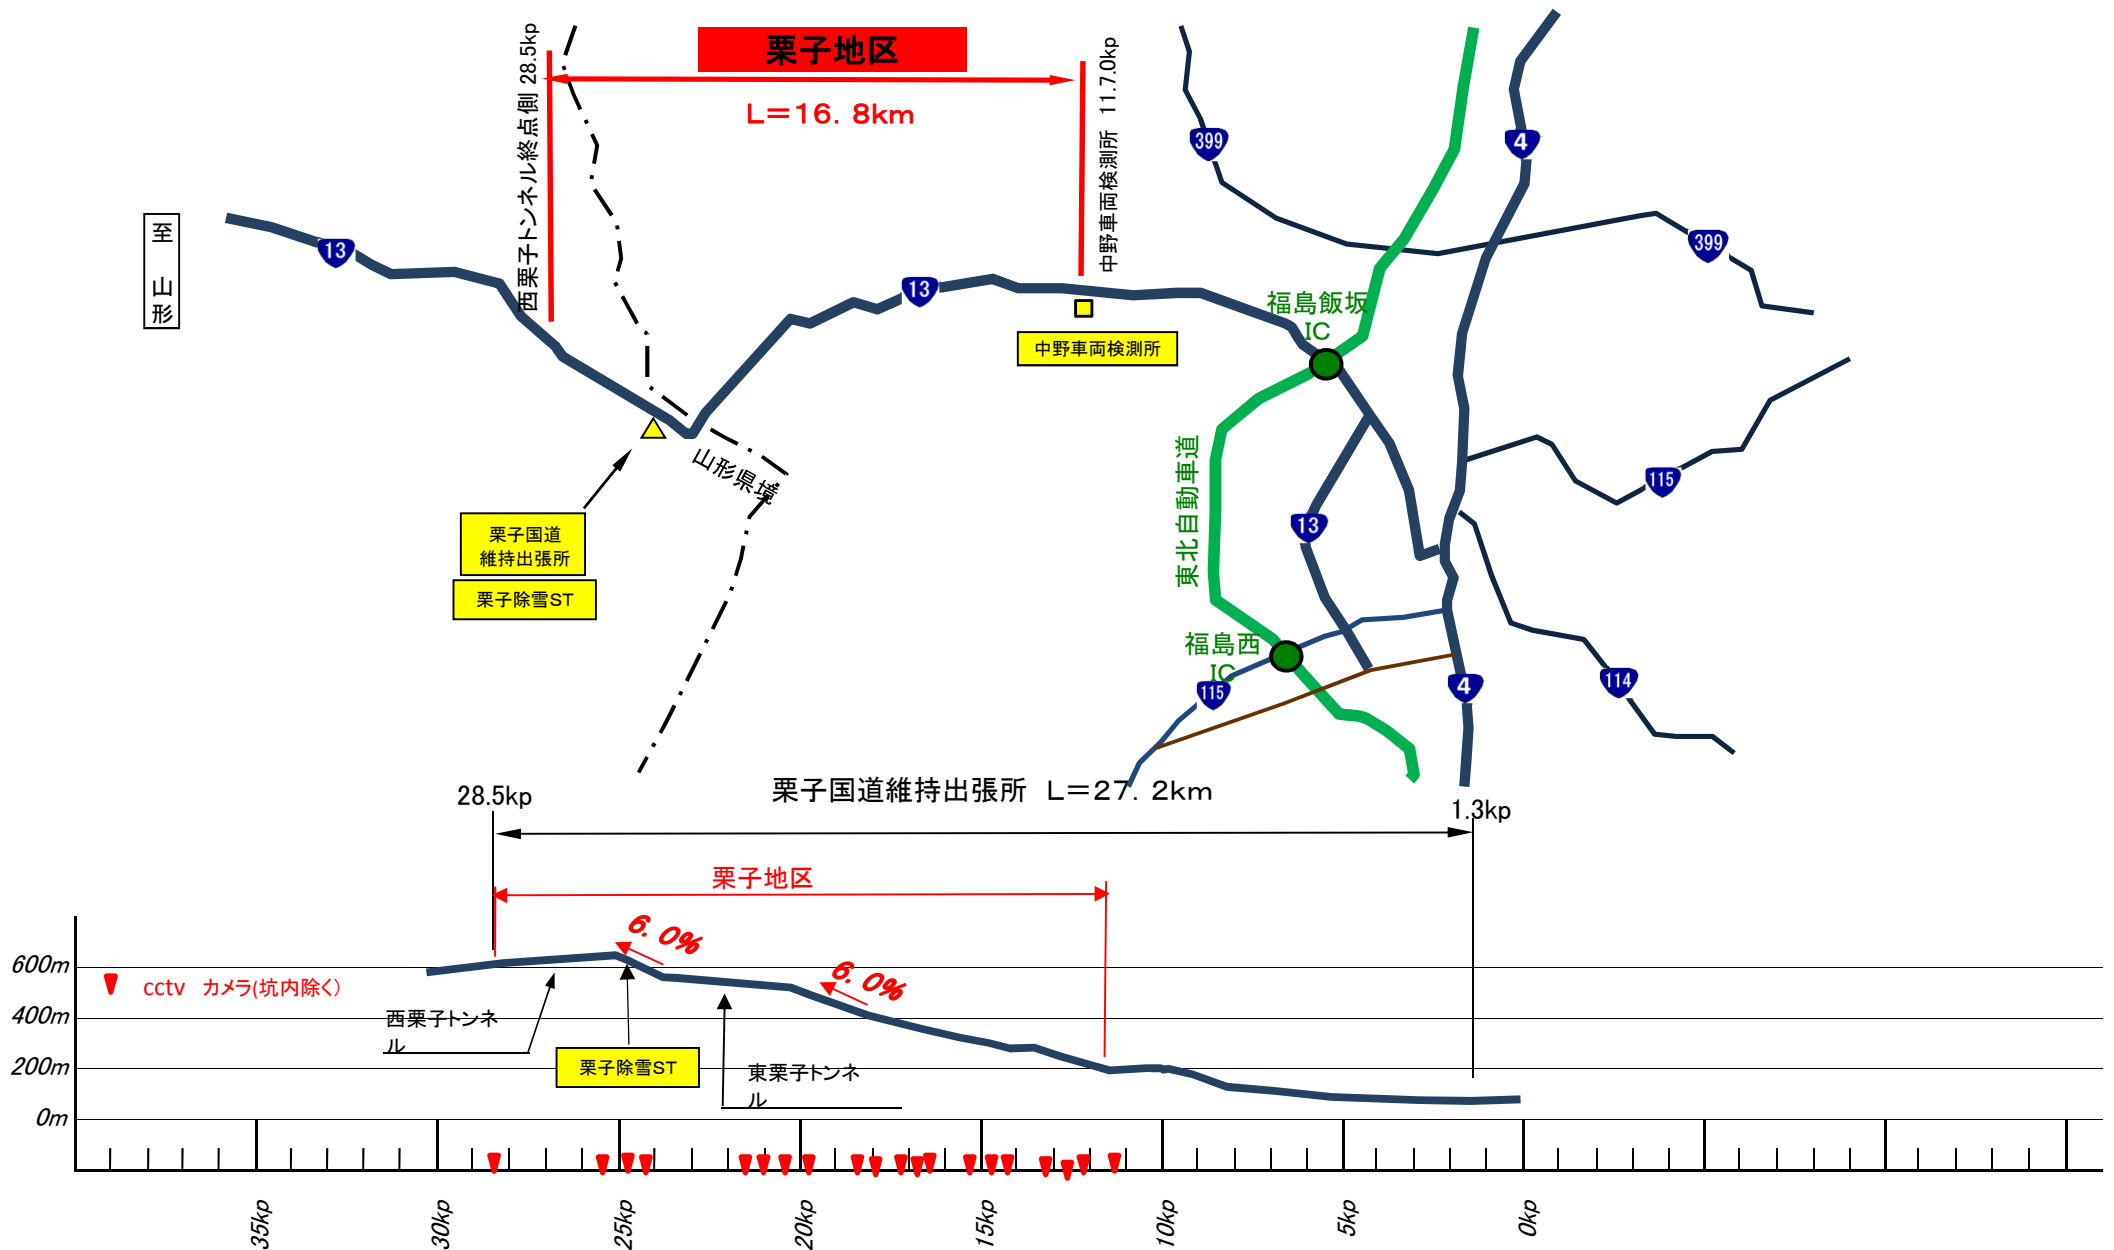 栗子地区
L=16.8km
西栗子トンネル終点側 28.5kp
中野車両検測所 11.7.0kp
399
4
至 山形
13
399
13
福島飯坂
IC
中野車両検測所
山形県境
東北自動車道
115
栗子国道
維持出張所
13
栗子除雪ST
福島西
IC
115
4
114
栗子国道維持出張所 L=27.2km
28.5kp
1.3kp
栗子地区
6.0%
6.0%
600m
cctv カメラ(坑内除く)
400m
西栗子トンネ
ル
栗子除雪ST
200m
東栗子トンネ
ル
0m
35kp
30kp
25kp
20kp
15kp
10kp
5kp
0kp